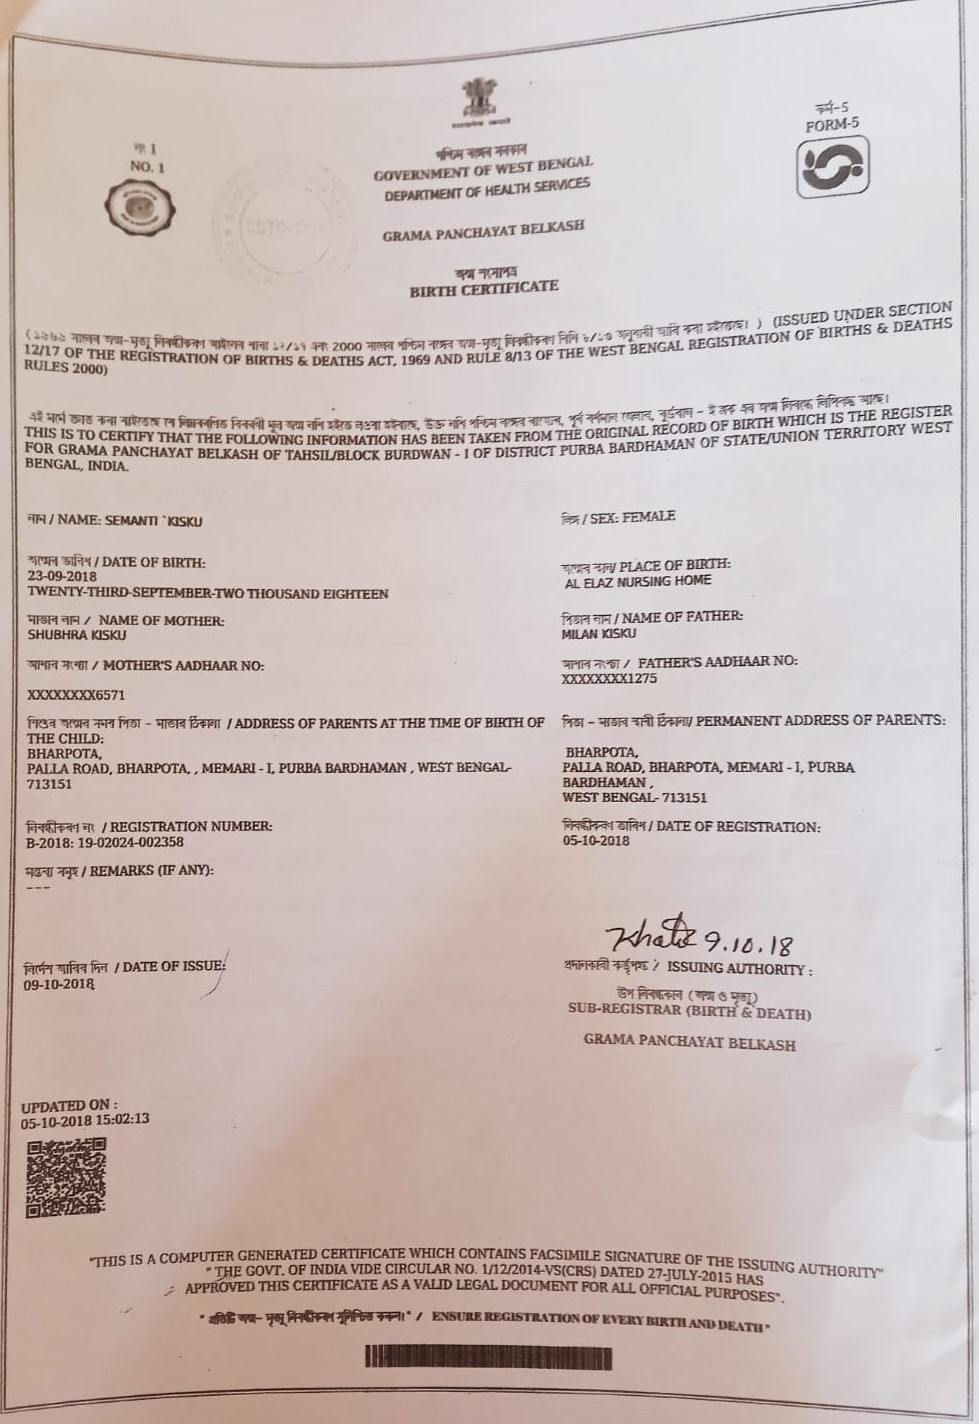 ফর্ম-5
FORM-5
নং 1
NO. 1
পশ্চিম বঙ্গের সরকার
GOVERNMENT OF WEST BENGAL
DEPARTMENT OF HEALTH SERVICES
GRAMA PANCHAYAT BELKASH
জন্ম সংসাপত্র
BIRTH CERTIFICATE
(ISSUED UNDER SECTION
12/17 OF THE REGISTRATION OF BIRTHS & DEATHS ACT, 1969 AND RULE 8/13 OF THE WEST BENGAL REGISTRATION OF BIRTHS & DEATHS
RULES 2000)
THIS IS TO CERTIFY THAT THE FOLLOWING INFORMATION HAS BEEN TAKEN FROM THE ORIGINAL RECORD OF BIRTH WHICH IS THE REGISTER
FOR GRAMA PANCHAYAT BELKASH OF TAHSIL/BLOCK BURDWAN - I OF DISTRICT PURBA BARDHAMAN OF STATE/UNION TERRITORY WEST
BENGAL, INDIA.
নাম / NAME: SEMANTI `KISKU
লিঙ্গ / SEX: FEMALE
জন্মের তারিখ / DATE OF BIRTH:
23-09-2018
TWENTY-THIRD-SEPTEMBER-TWO THOUSAND EIGHTEEN
জন্মের স্থান/ PLACE OF BIRTH:
AL ELAZ NURSING HOME
মাতার নাম / NAME OF MOTHER:
SHUBHRA KISKU
পিতার নাম / NAME OF FATHER:
MILAN KISKU
আধার সংখ্যা / MOTHER'S AADHAAR NO:
XXXXXXXX6571
আধার সংখ্যা / FATHER'S AADHAAR NO:
XXXXXXXX1275
শিশুর জন্মের সময় পিতা - মাতার ঠিকানা / ADDRESS OF PARENTS AT THE TIME OF BIRTH OF
THE CHILD:
BHARPOTA,
PALLA ROAD, BHARPOTA, , MEMARI - I, PURBA BARDHAMAN , WEST BENGAL-
713151
পিতা - মাতার স্থায়ী ঠিকানা/ PERMANENT ADDRESS OF PARENTS:
BHARPOTA,
PALLA ROAD, BHARPOTA, MEMARI - I, PURBA
BARDHAMAN ,
WEST BENGAL- 713151
নিবন্ধীকরণ নং / REGISTRATION NUMBER:
B-2018: 19-02024-002358
নিবন্ধীকরণ তারিখ / DATE OF REGISTRATION:
05-10-2018
মন্তব্য সমূহ / REMARKS (IF ANY):
---
9.10.18
DATE OF ISSUE:
09-10-2018
প্রদানকারী কর্তৃপক্ষ / ISSUING AUTHORITY :
উপ নিবন্ধকার (জন্ম ও মৃত্যু)
SUB-REGISTRAR (BIRTH & DEATH)
GRAMA PANCHAYAT BELKASH
UPDATED ON :
05-10-2018 15:02:13
"THIS IS A COMPUTER GENERATED CERTIFICATE WHICH CONTAINS FACSIMILE SIGNATURE OF THE ISSUING AUTHORITY"
" THE GOVT. OF INDIA VIDE CIRCULAR NO. 1/12/2014-VS(CRS) DATED 27-JULY-2015 HAS
APPROVED THIS CERTIFICATE AS A VALID LEGAL DOCUMENT FOR ALL OFFICIAL PURPOSES".
" প্রতিটি জন্ম- মৃত্যু নিবন্ধীকরণ সুনিশ্চিত করুন।" / ENSURE REGISTRATION OF EVERY BIRTH AND DEATH"